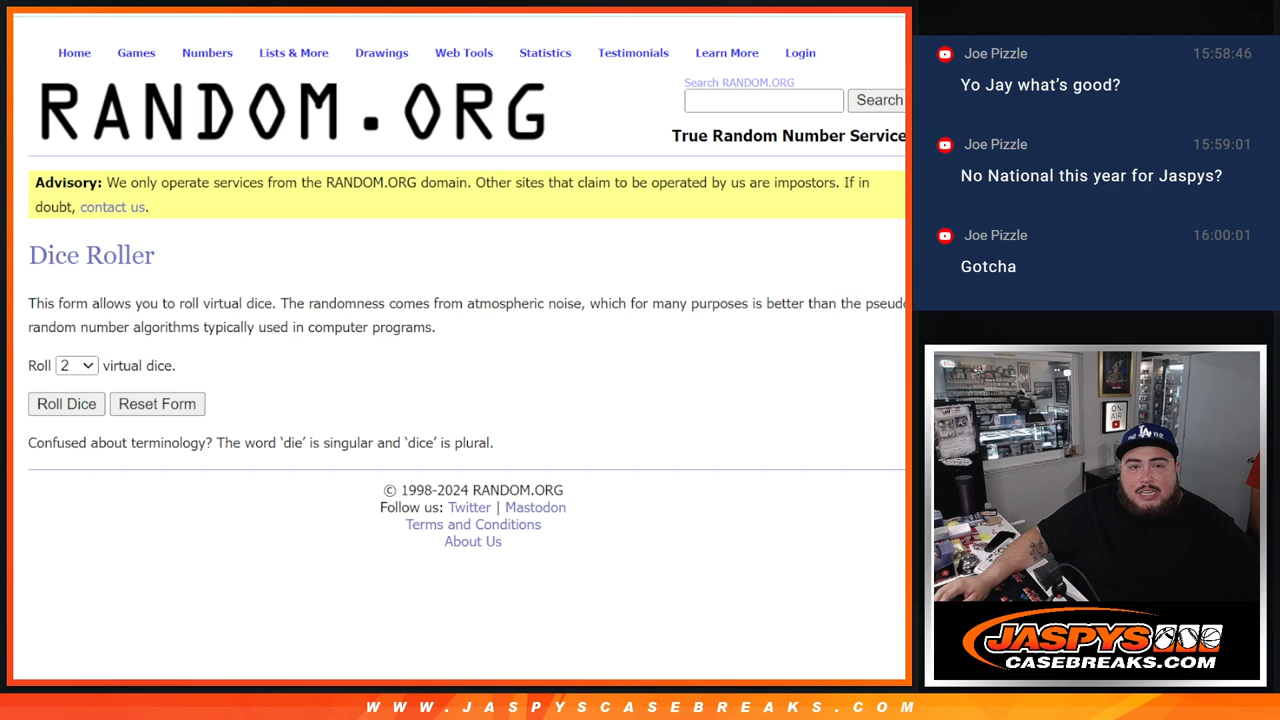 Home Games Numbers Lists & More Drawings Web Tools Statistics Testimonials Learn More Login
RANDOM.ORG
Search RANDOM.ORG
Search
True Random Number Service
Advisory: We only operate services from the RANDOM.ORG domain. Other sites that claim to be operated by us are impostors. If in
doubt, contact us.
Dice Roller
This form allows you to roll virtual dice. The randomness comes from atmospheric noise, which for many purposes is better than the pseudo
random number algorithms typically used in computer programs.
Roll 2 virtual dice.
Roll Dice Reset Form
Confused about terminology? The word ‘die’ is singular and ‘dice’ is plural.
© 1998-2024 RANDOM.ORG
Follow us: Twitter | Mastodon
Terms and Conditions
About Us
Joe Pizzle 15:58:46
Yo Jay what’s good?
Joe Pizzle 15:59:01
No National this year for Jaspys?
Joe Pizzle 16:00:01
Gotcha
ON
AIR
LA
JASPYS
CASEBREAKS.COM
WWW.JASPYSCASEBREAKS.COM